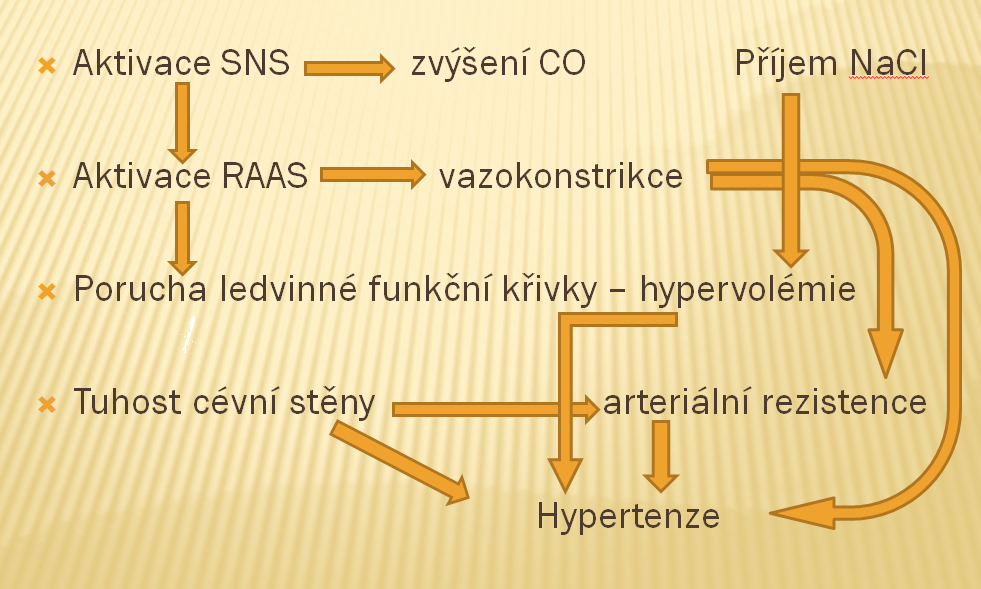 Aktivace SNS zvýšení CO Příjem NaCl
Aktivace RAAS vazokonstrikce
Porucha ledvinné funkční křivky – hypervolémie
Tuhost cévní stěny arteriální rezistence
Hypertenze